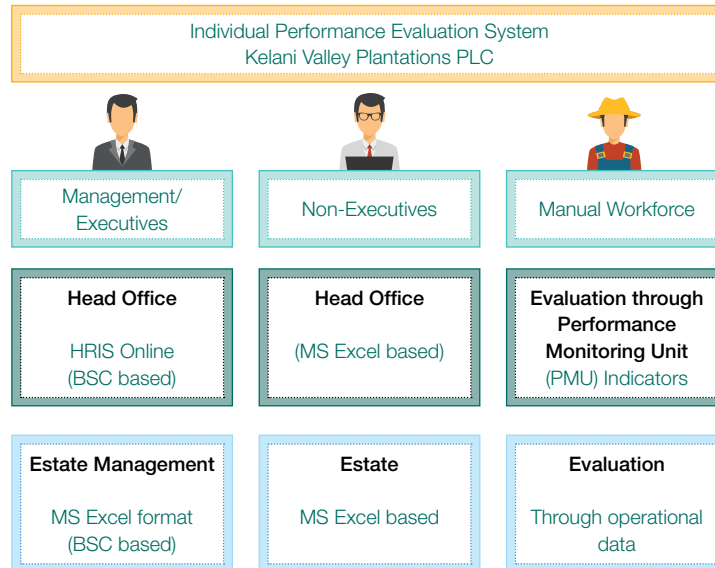 Individual Performance Evaluation System
Kelani Valley Plantations PLC
Management/
Executives
Non-Executives
Manual Workforce
Head Office
HRIS Online
(BSC based)
Head Office
(MS Excel based)
Evaluation through
Performance
Monitoring Unit
(PMU) Indicators
Estate Management
MS Excel format
(BSC based)
Estate
MS Excel based
Evaluation
Through operational
data